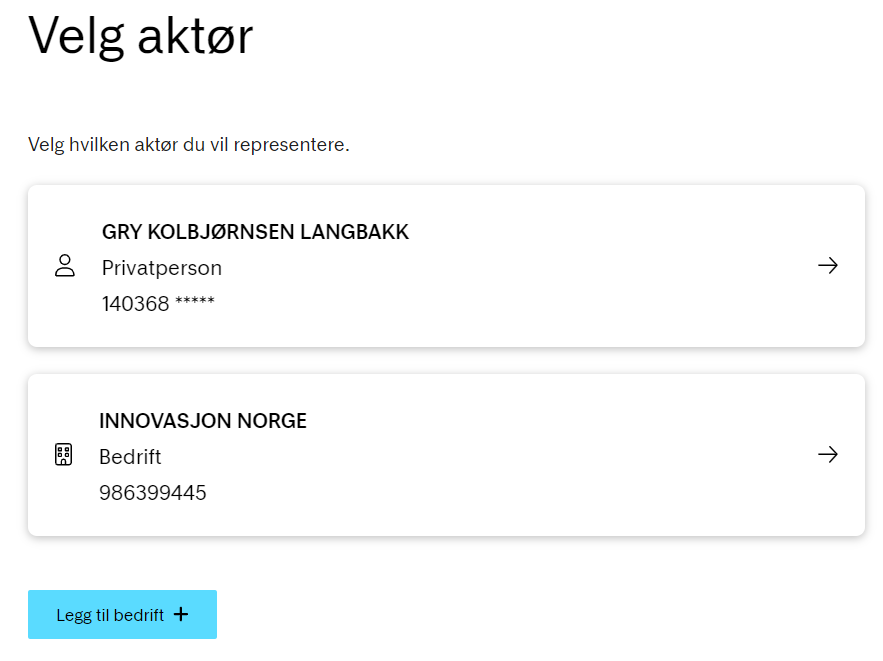 Velg aktør
Velg hvilken aktør du vil representere.
GRY KOLBJØRNSEN LANGBAKK
Privatperson
140368 *****
INNOVASJON NORGE
Bedrift
986399445
Legg til bedrift +